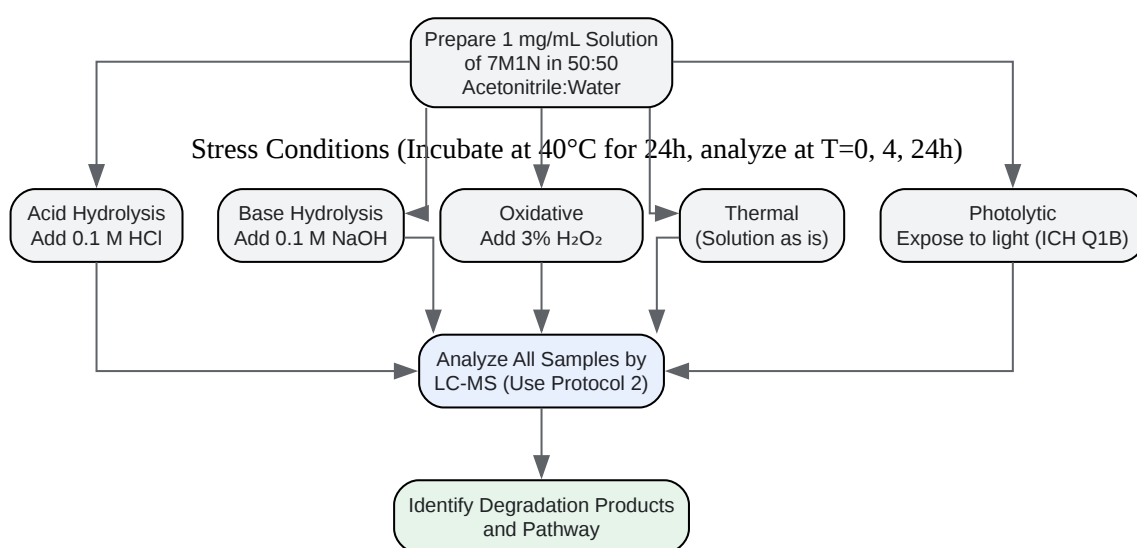 Prepare 1 mg/mL Solution
of 7M1N in 50:50
Acetonitrile:Water
Stress Conditions (Incubate at 40°C for 24h, analyze at T=0, 4, 24h)
Acid Hydrolysis
Add 0.1 M HCl
Base Hydrolysis
Add 0.1 M NaOH
Oxidative
Add 3% H₂O₂
Thermal
(Solution as is)
Photolytic
Expose to light (ICH Q1B)
Analyze All Samples by
LC-MS (Use Protocol 2)
Identify Degradation Products
and Pathway